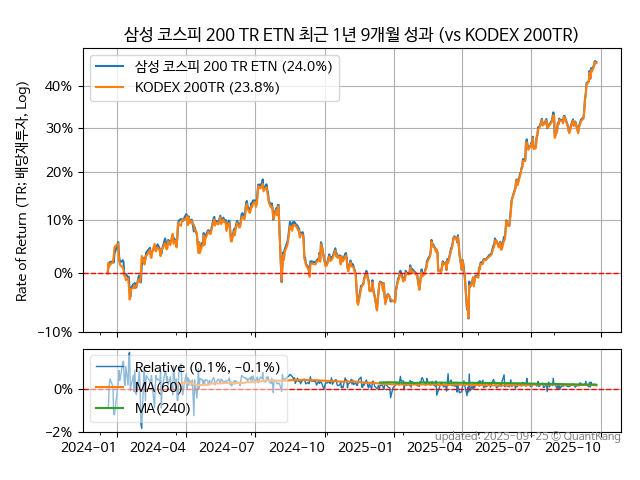 삼성 코스피 200 TR ETN 최근 1년 9개월 성과 (vs KODEX 200TR)
Rate of Return (TR: 배당재투자, Log)
삼성 코스피 200 TR ETN (24.0%)
KODEX 200TR (23.8%)
40%
30%
20%
10%
0%
−10%
Relative (0.1%, −0.1%)
MA(60)
MA(240)
0%
−2%
2024−01
2024−04
2024−07
2024−10
2025−01
2025−04
2025−07
2025−10
updated: 2025−09−25 © QuantKang